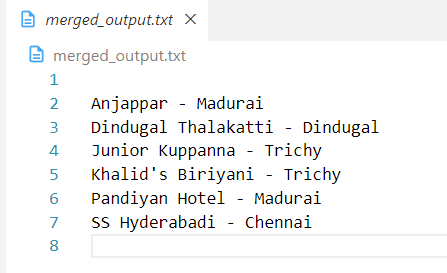 merged_output.txt
merged_output.txt
1
2 Anjappar - Madurai
3 Dindugal Thalakatti - Dindugal
4 Junior Kuppanna - Trichy
5 Khalid's Biriyani - Trichy
6 Pandiyan Hotel - Madurai
7 SS Hyderabadi - Chennai
8